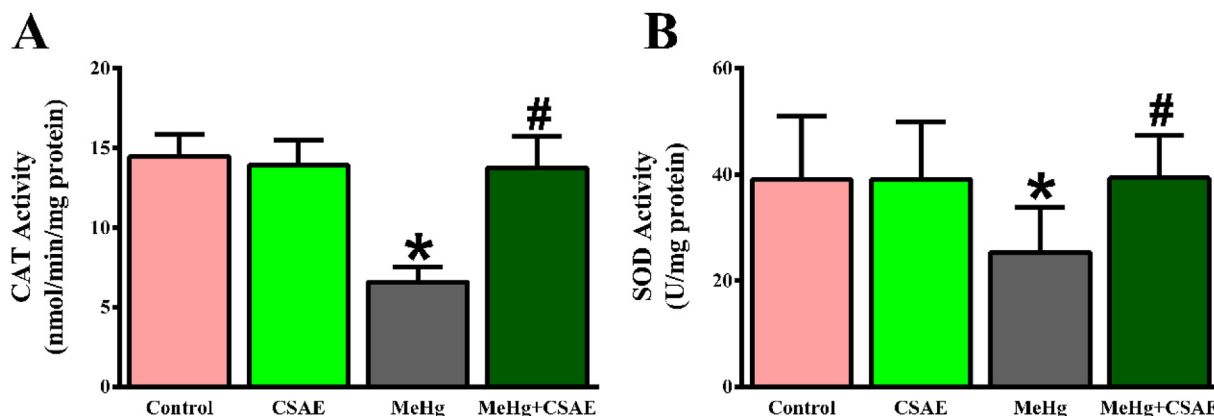 A
CAT Activity
(nmol/min/mg protein)
20
15
10
5
0
*
#
Control CSAE MeHg MeHg+CSAE
B
SOD Activity
(U/mg protein)
60
40
20
0
*
#
Control CSAE MeHg MeHg+CSAE